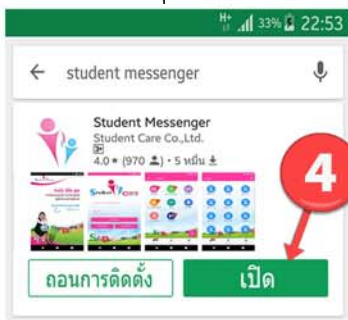 H+ 33% 22:53
← student messenger
Student Messenger
Student Care Co.,Ltd.
3+
4.0★ (970) • 5 หมื่น
4
ถอนการติดตั้ง
เปิด